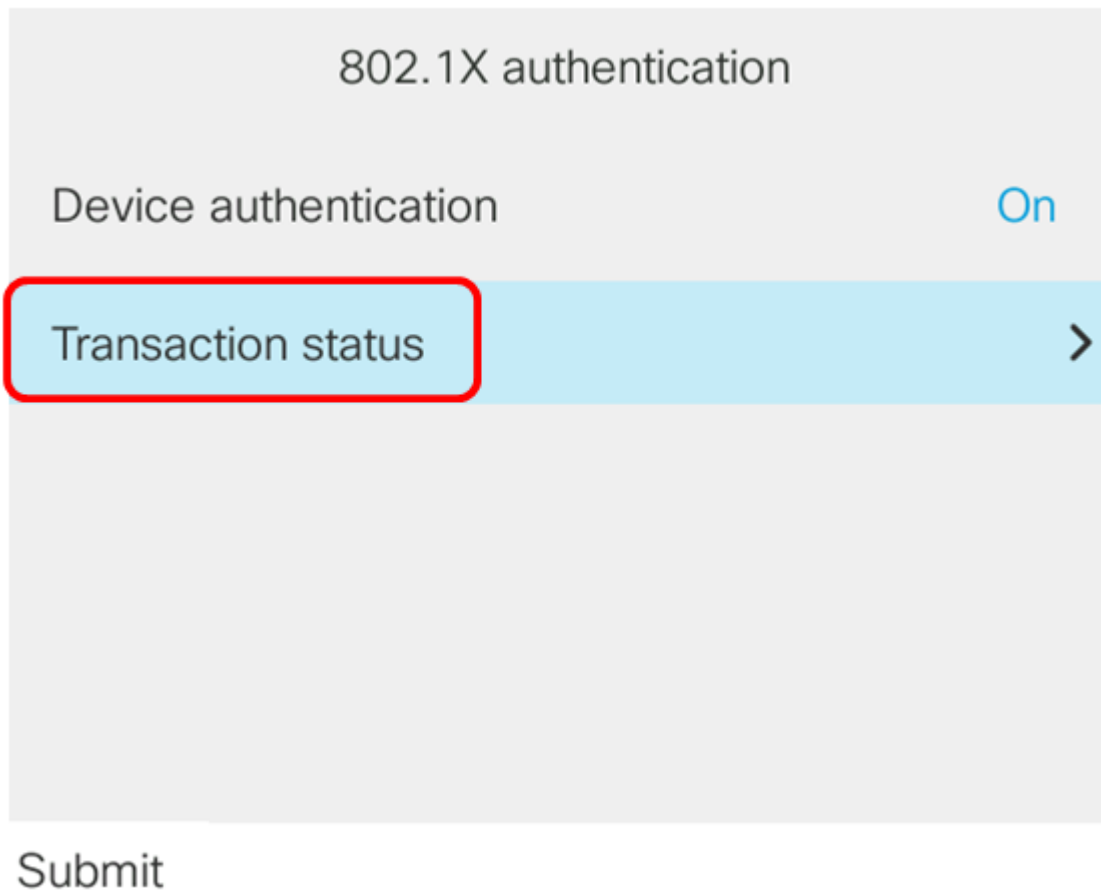 802.1X authentication
Device authentication On
Transaction status
Submit